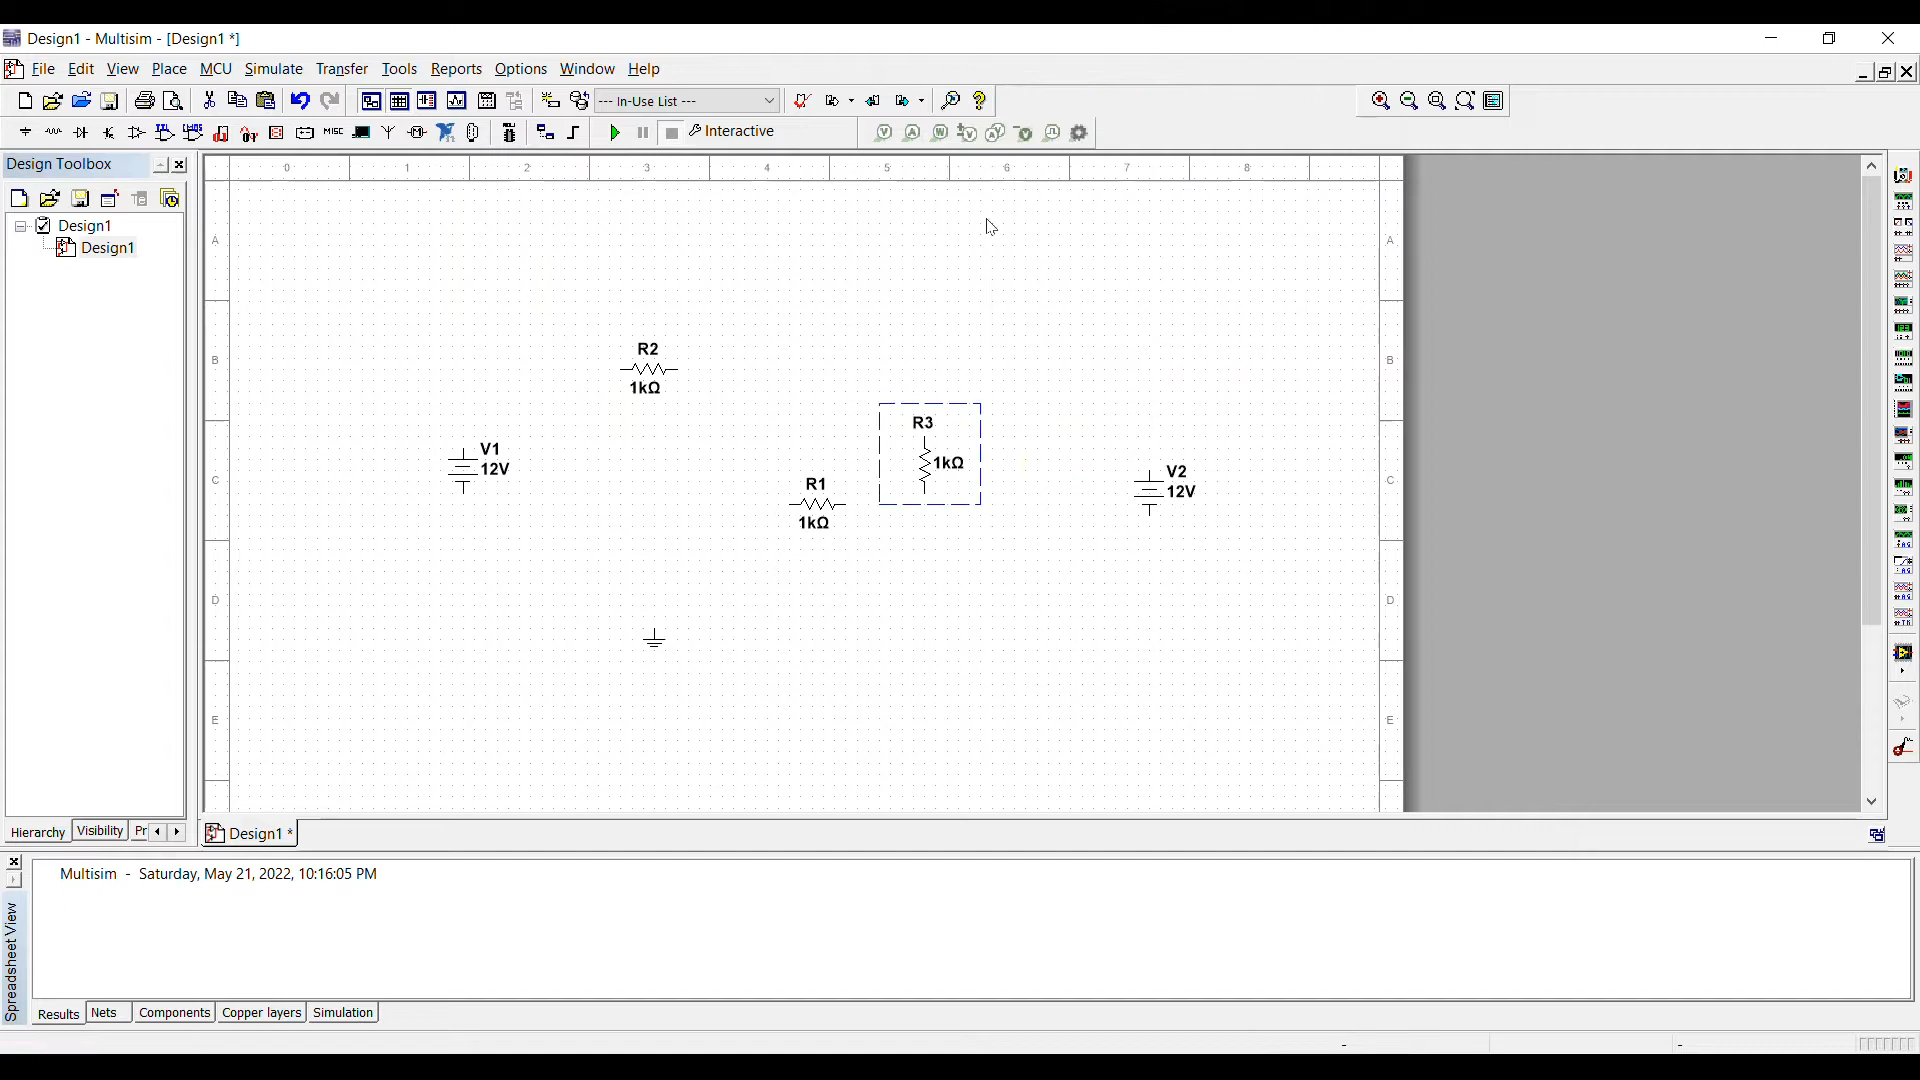 Design1 - Multisim - [Design1 *]
File Edit View Place MCU Simulate Transfer Tools Reports Options Window Help
--- In-Use List ---
MISC Interactive
Design Toolbox
0 1 2 3 4 5 6 7 8
Design1
Design1
A A
R2
1kΩ
B B
R3
1kΩ
V1
12V
V2
12V
R1
1kΩ
C C
D D
E E
Hierarchy Visibility Pr
Design1 *
Multisim - Saturday, May 21, 2022, 10:16:05 PM
Spreadsheet View
Results Nets Components Copper layers Simulation
- -